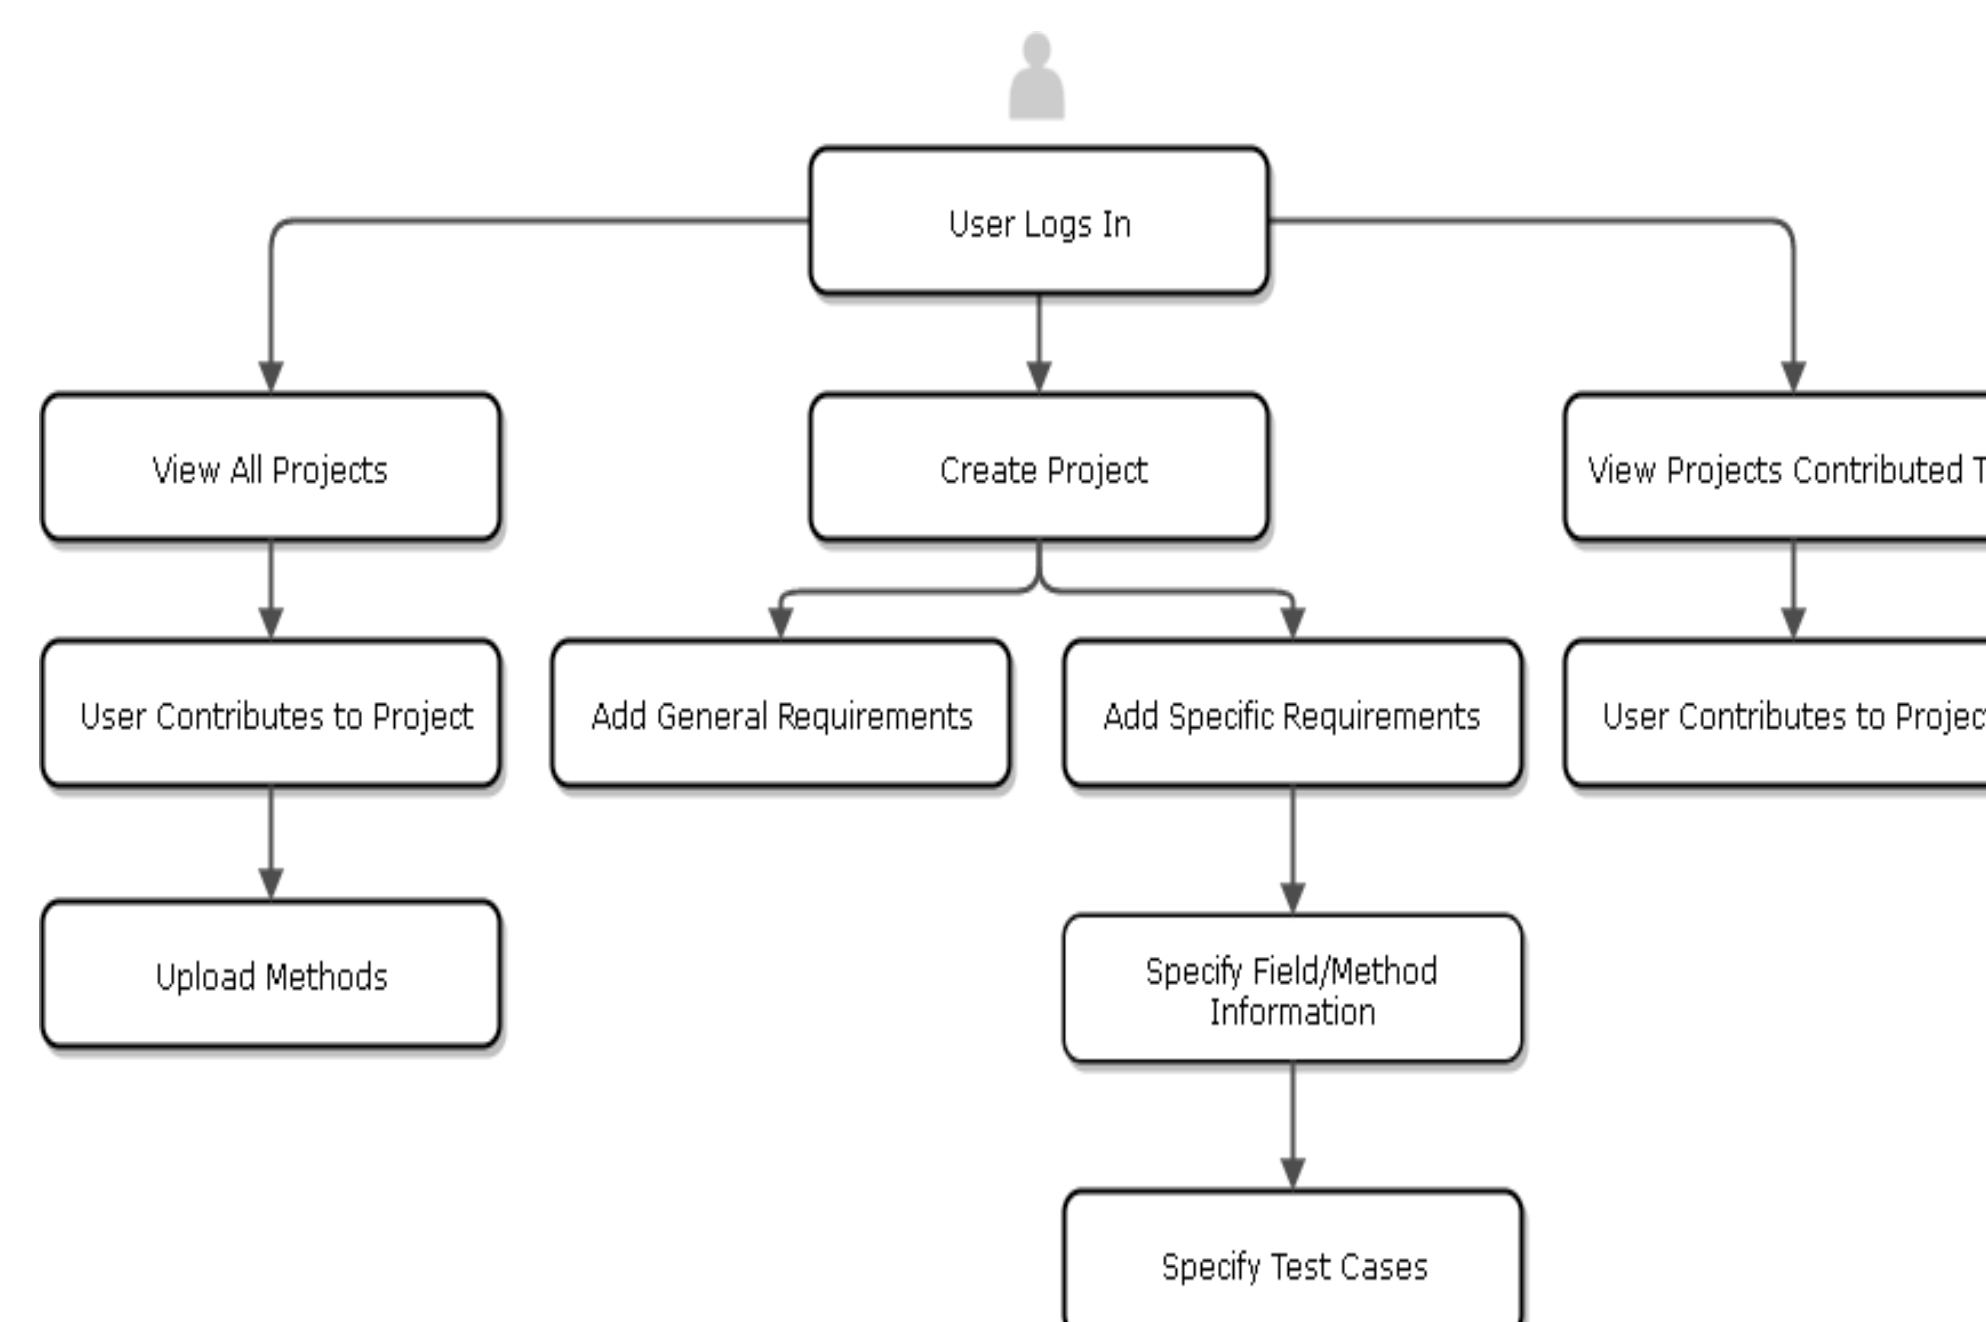 User Logs In
View All Projects
Create Project
View Projects Contributed
User Contributes to Project
Add General Requirements
Add Specific Requirements
User Contributes to
Upload Methods
Specify Field/Method
Information
Specify Test Cases